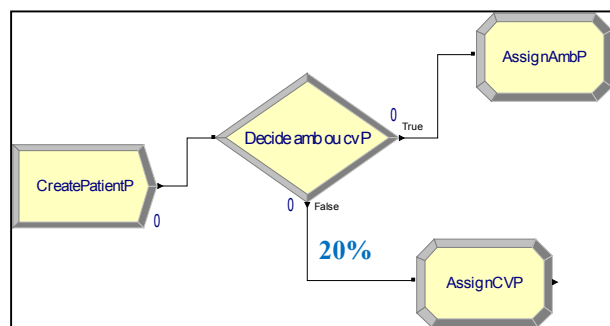 AssignAmbP
0
Decide amb ou cvP
True
CreatePatientP
0
0
False
20%
AssignCVP